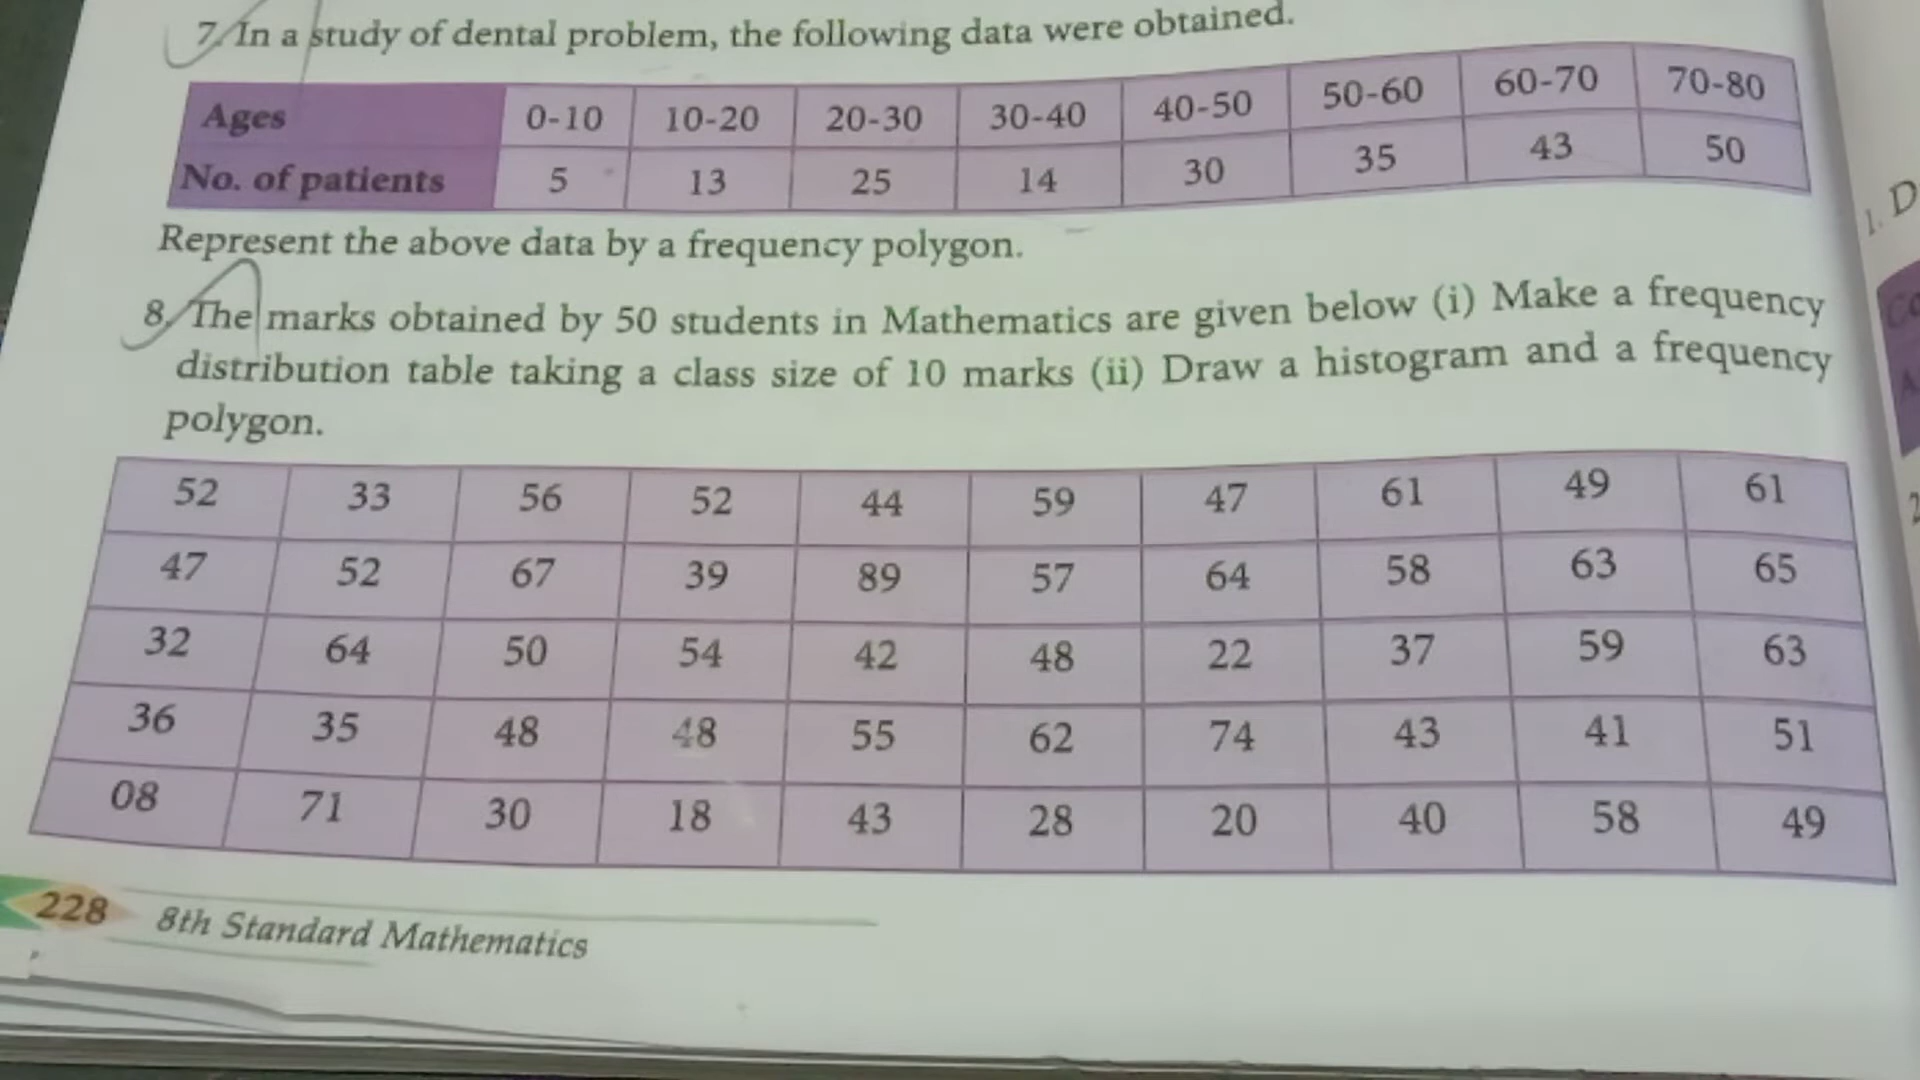 7. In a study of dental problem, the following data were obtained.
Ages 0-10 10-20 20-30 30-40 40-50 50-60 60-70 70-80
No. of patients 5 13 25 14 30 35 43 50
Represent the above data by a frequency polygon.
8. The marks obtained by 50 students in Mathematics are given below (i) Make a frequency
distribution table taking a class size of 10 marks (ii) Draw a histogram and a frequency
polygon.
52 33 56 52 44 59 47 61 49 61
47 52 67 39 89 57 64 58 63 65
32 64 50 54 42 48 22 37 59 63
36 35 48 48 55 62 74 43 41 51
08 71 30 18 43 28 20 40 58 49
228 8th Standard Mathematics
1. D